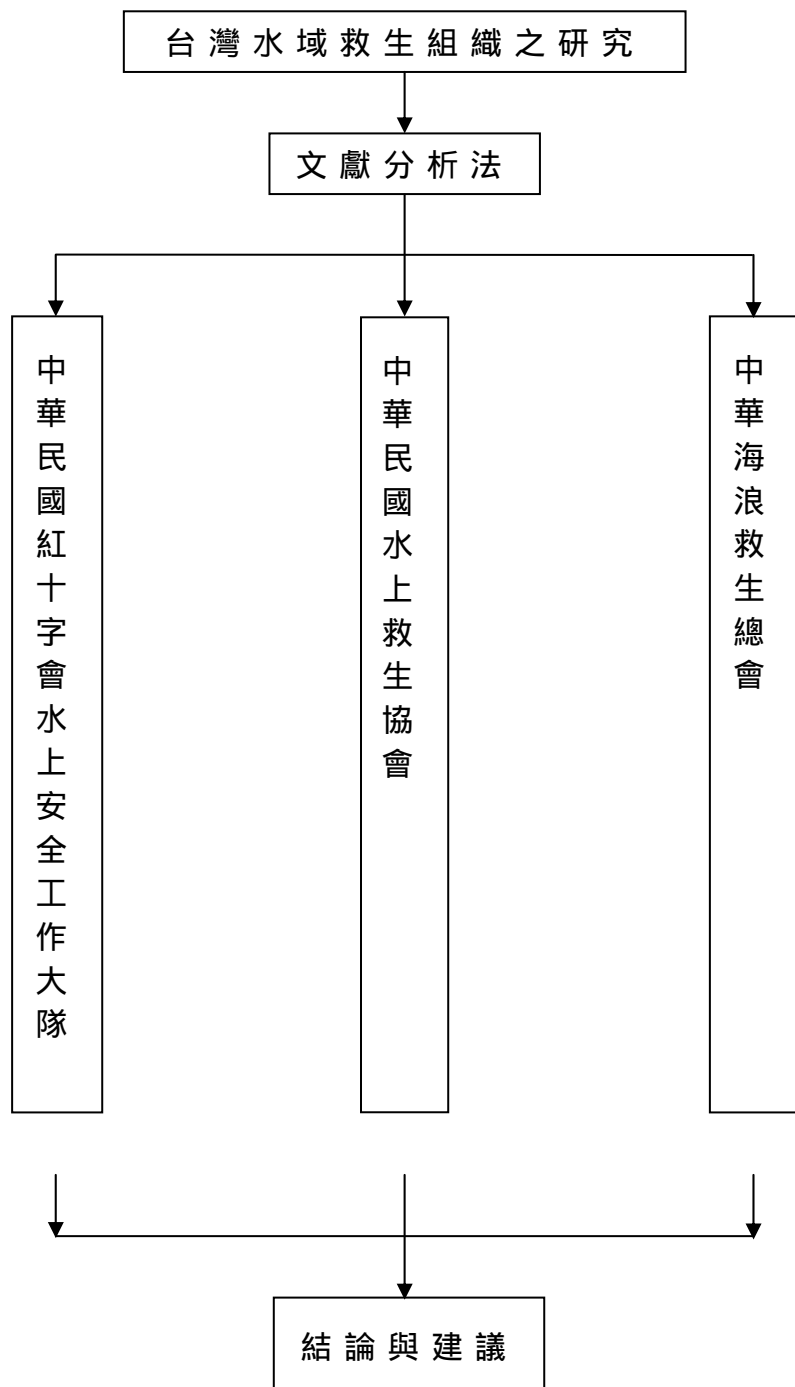 台灣水域救生組織之研究
文獻分析法
中華民國紅十字會水上安全工作大隊
中華民國水上救生協會
中華海浪救生總會
結論與建議